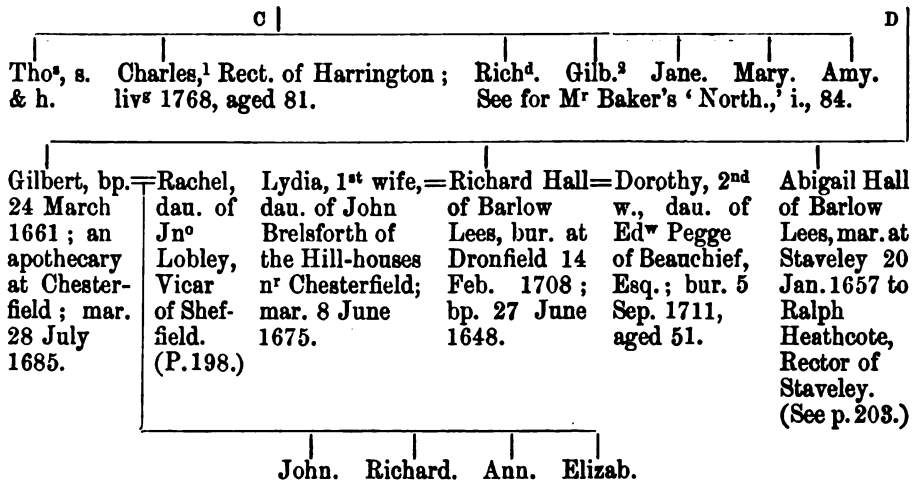 C D
Thoˢ, s. & h.
Charles,¹ Rect. of Harrington ;
livᵍ 1768, aged 81.
Richᵈ. Gilb.² Jane. Mary. Amy.
See for Mʳ Baker's ‘ North.,’ i., 84.
Gilbert, bp.
24 March
1661 ; an
apothecary
at Chester-
field ; mar.
28 July
1685.
=Rachel,
dau. of
Jnᵒ
Lobley,
Vicar
of Shef-
field.
(P. 198.)
Lydia, 1ˢᵗ wife,=
dau. of John
Brelsforth of
the Hill-houses
nʳ Chesterfield;
mar. 8 June
1675.
Richard Hall=
of Barlow
Lees, bur. at
Dronfield 14
Feb. 1708 ;
bp. 27 June
1648.
Dorothy, 2ⁿᵈ
w., dau. of
Edʷ Pegge
of Beauchief,
Esq. ; bur. 5
Sep. 1711,
aged 51.
Abigail Hall
of Barlow
Lees, mar. at
Staveley 20
Jan. 1657 to
Ralph
Heathcote,
Rector of
Staveley.
(See p. 203.)
John. Richard. Ann. Elizab.